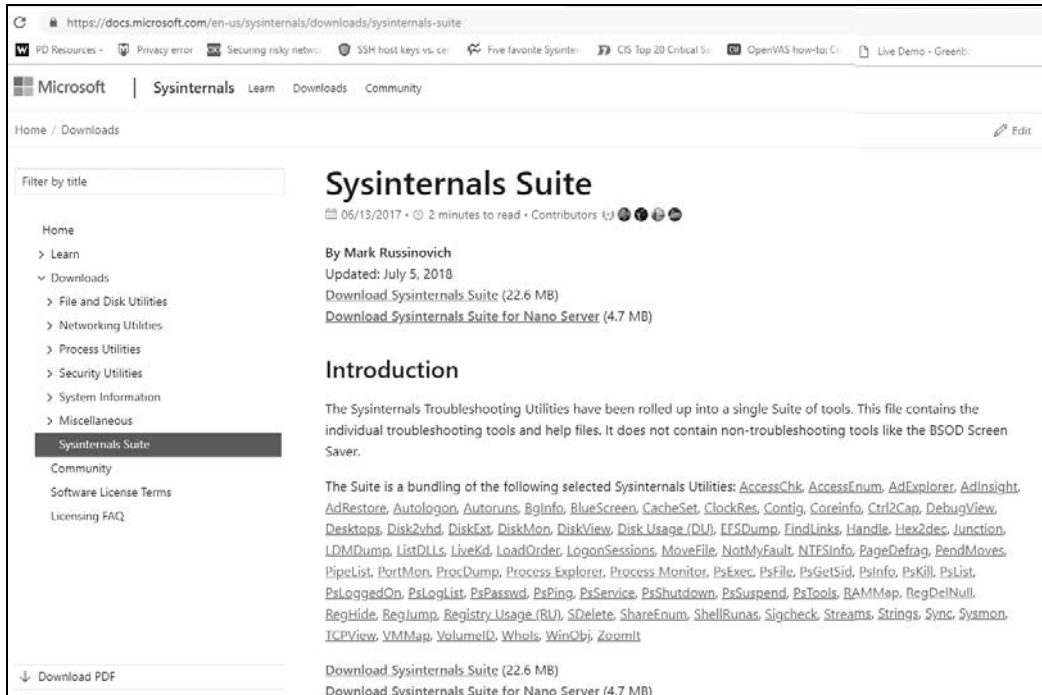 https://docs.microsoft.com/en-us/sysinternals/downloads/sysinternals-suite
W PD Resources - Privacy error Securing risky netwo SSH host keys vs. cer Five favorite Sysinter CIS Top 20 Critical Se OpenVAS how-to: C Live Demo - Greenb
Microsoft | Sysinternals Learn Downloads Community
Home / Downloads
Edit
Filter by title
Home
Learn
Downloads
File and Disk Utilities
Networking Utilities
Process Utilities
Security Utilities
System Information
Miscellaneous
Sysinternals Suite
Community
Software License Terms
Licensing FAQ
Download PDF
Sysinternals Suite
06/13/2017 • 2 minutes to read • Contributors
By Mark Russinovich
Updated: July 5, 2018
Download Sysinternals Suite (22.6 MB)
Download Sysinternals Suite for Nano Server (4.7 MB)
Introduction
The Sysinternals Troubleshooting Utilities have been rolled up into a single Suite of tools. This file contains the
individual troubleshooting tools and help files. It does not contain non-troubleshooting tools like the BSOD Screen
Saver.
The Suite is a bundling of the following selected Sysinternals Utilities: AccessChk, AccessEnum, AdExplorer, AdInsight,
AdRestore, Autologon, Autoruns, BgInfo, BlueScreen, CacheSet, ClockRes, Contig, Coreinfo, Ctrl2Cap, DebugView,
Desktops, Disk2vhd, DiskExt, DiskMon, DiskView, Disk Usage (DU), EFSDump, FindLinks, Handle, Hex2dec, Junction,
LDMDump, ListDLLs, LiveKd, LoadOrder, LogonSessions, MoveFile, NotMyFault, NTFSInfo, PageDefrag, PendMoves,
PipeList, PortMon, ProcDump, Process Explorer, Process Monitor, PsExec, PsFile, PsGetSid, PsInfo, PsKill, PsList,
PsLoggedOn, PsLogList, PsPasswd, PsPing, PsService, PsShutdown, PsSuspend, PsTools, RAMMap, RegDelNull,
RegHide, RegJump, Registry Usage (RU), SDelete, ShareEnum, ShellRunas, Sigcheck, Streams, Strings, Sync, Sysmon,
TCPView, VMMap, VolumeID, WhoIs, WinObj, ZoomIt
Download Sysinternals Suite (22.6 MB)
Download Sysinternals Suite for Nano Server (4.7 MB)